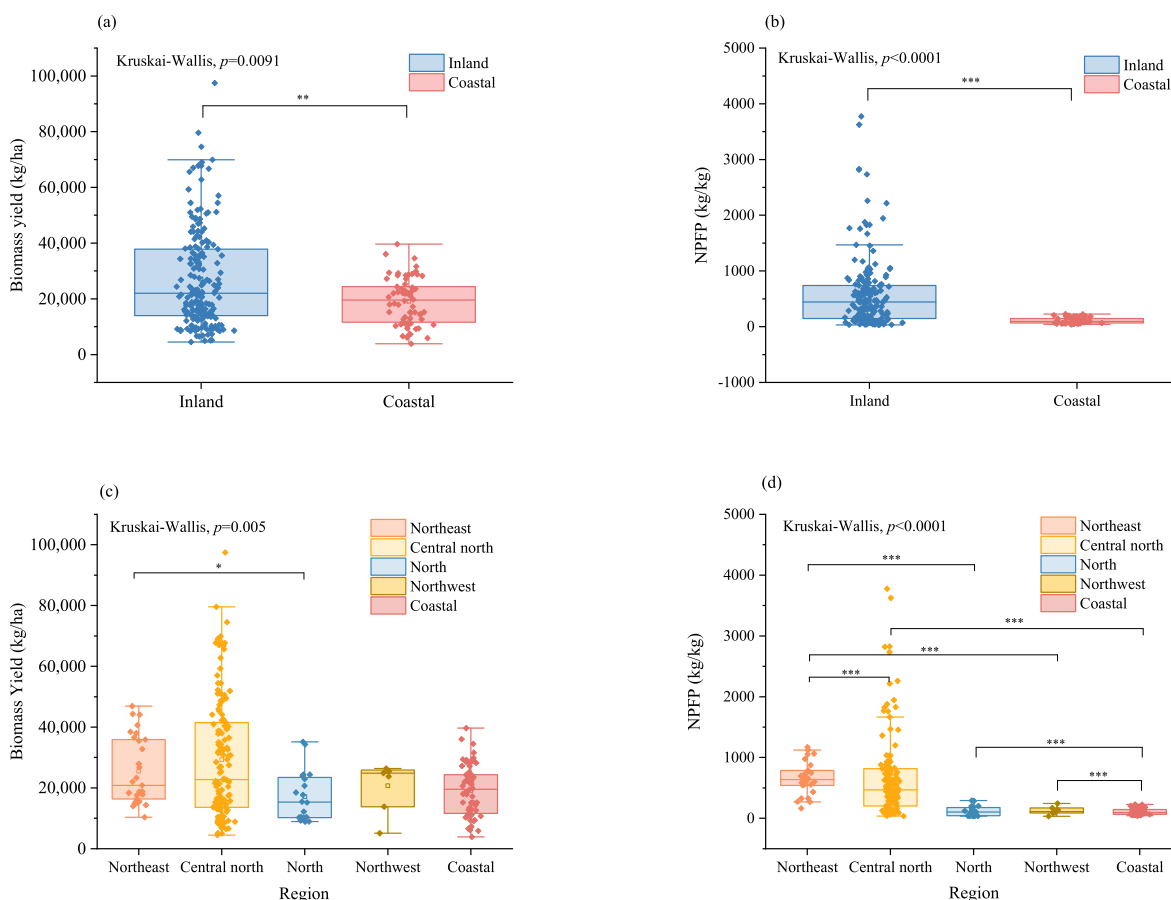 (a)
Kruskai-Wallis, p=0.0091
Inland
Coastal
**
100,000
80,000
60,000
40,000
20,000
0
Biomass yield (kg/ha)
Inland
Coastal
(b)
Kruskai-Wallis, p<0.0001
Inland
Coastal
***
5000
4000
3000
2000
1000
0
-1000
NPFP (kg/kg)
Inland
Coastal
(c)
Kruskai-Wallis, p=0.005
Northeast
Central north
North
Northwest
Coastal
*
100,000
80,000
60,000
40,000
20,000
0
Biomass Yield (kg/ha)
Northeast
Central north
North
Northwest
Coastal
Region
(d)
Kruskai-Wallis, p<0.0001
Northeast
Central north
North
Northwest
Coastal
***
***
***
***
***
***
5000
4000
3000
2000
1000
0
NPFP (kg/kg)
Northeast
Central north
North
Northwest
Coastal
Region